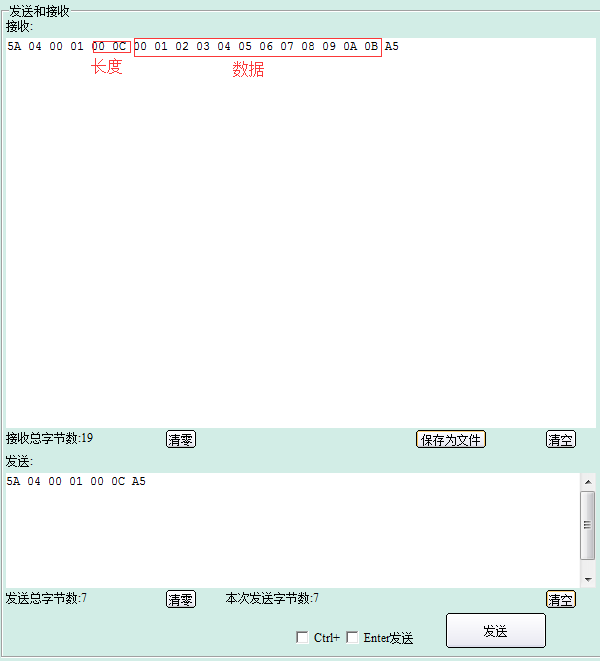 发送和接收
接收:
5A 04 00 01 00 0C 00 01 02 03 04 05 06 07 08 09 0A 0B A5
长度 数据
接收总字节数:19 清零 保存为文件 清空
发送:
5A 04 00 01 00 0C A5
发送总字节数:7 清零 本次发送字节数:7 清空
Ctrl+ Enter发送 发送